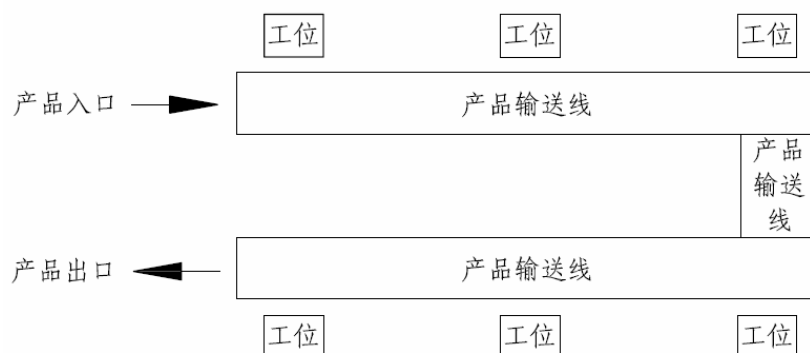 工位 工位 工位
产品入口 产品输送线
产品
输送
线
产品出口 产品输送线
工位 工位 工位